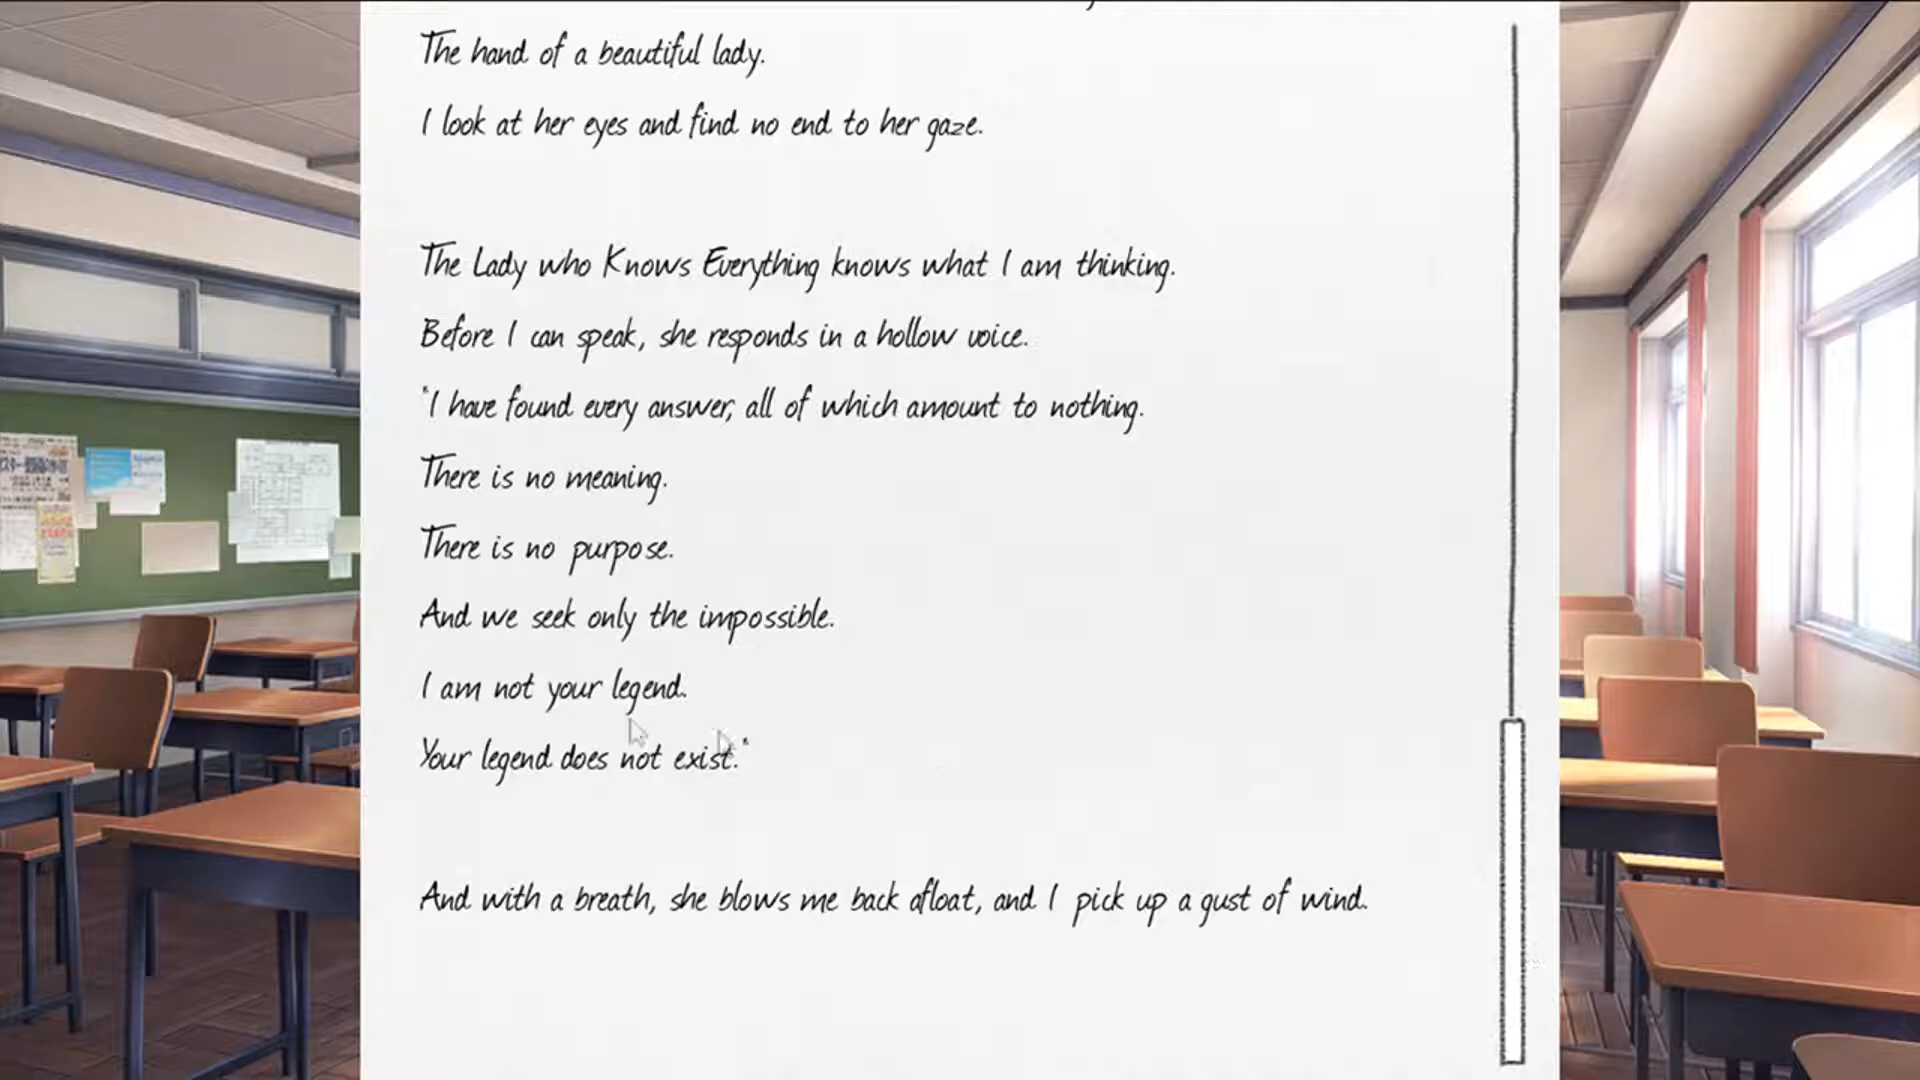 The hand of a beautiful lady.
I look at her eyes and find no end to her gaze.
The Lady who Knows Everything knows what I am thinking.
Before I can speak, she responds in a hollow voice.
"I have found every answer, all of which amount to nothing.
There is no meaning.
There is no purpose.
And we seek only the impossible.
I am not your legend.
Your legend does not exist."
And with a breath, she blows me back afloat, and I pick up a gust of wind.